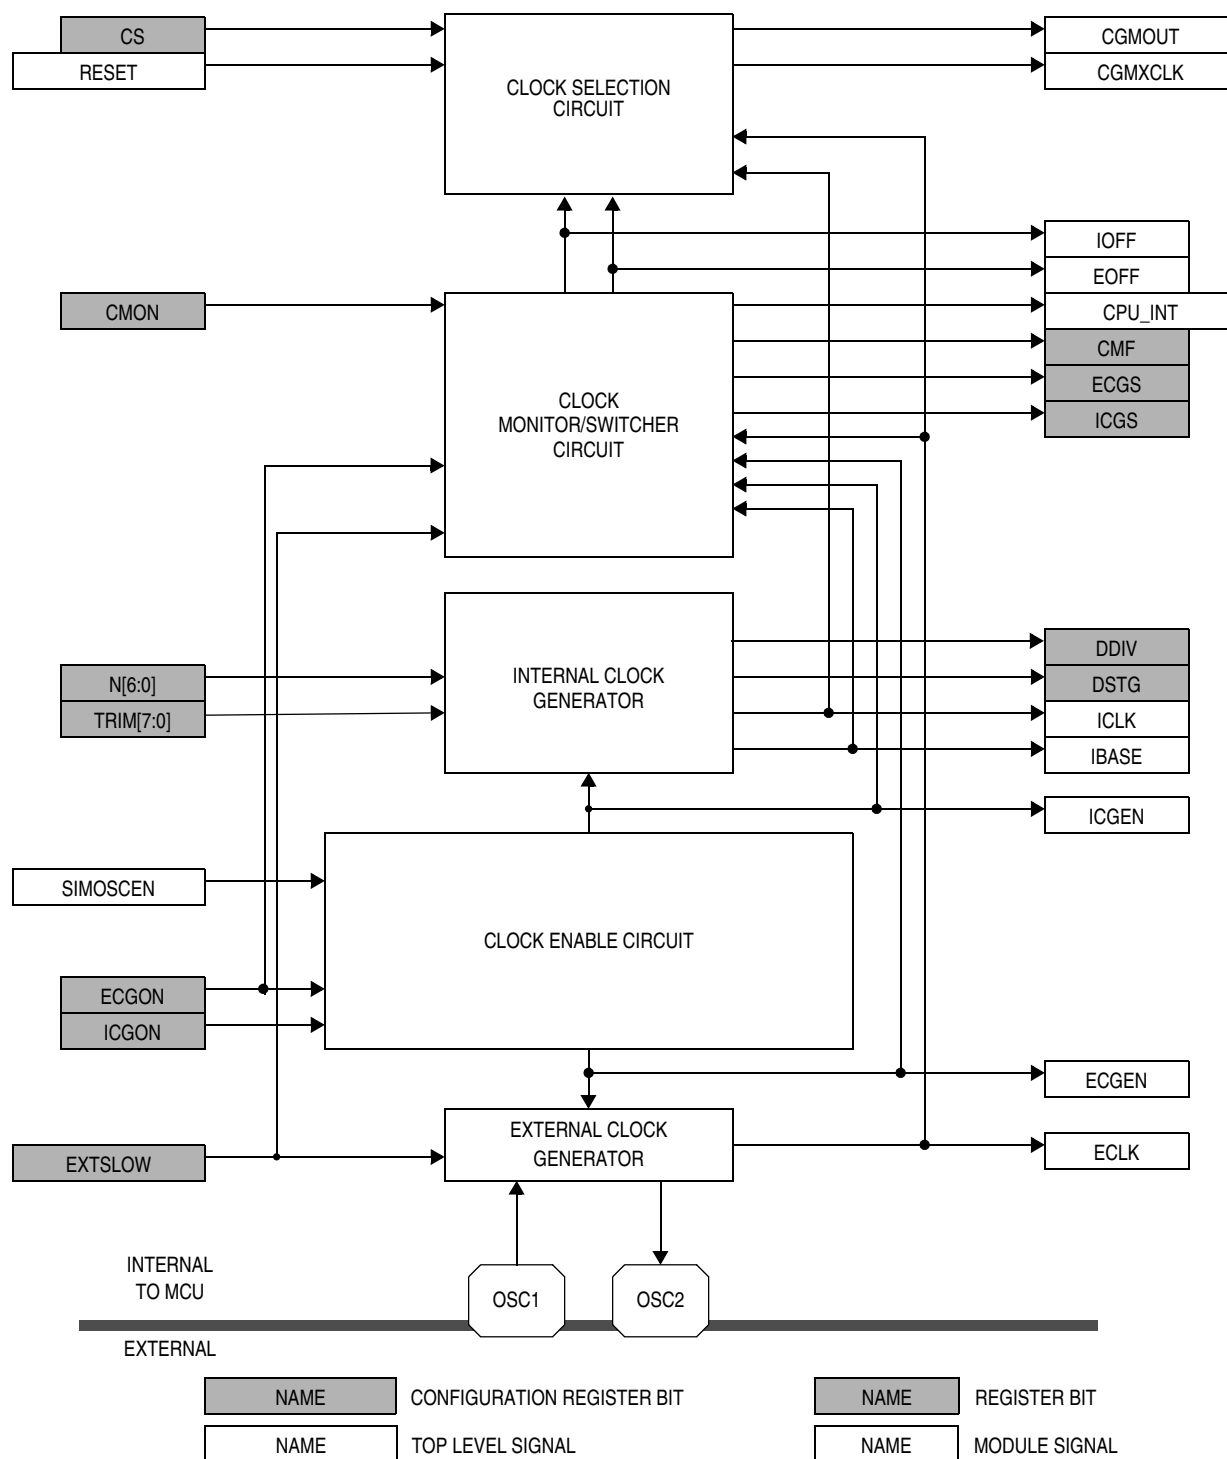 CS
RESET
CLOCK SELECTION
CIRCUIT
CGMOUT
CGMXCLK
IOFF
EOFF
CPU_INT
CMF
ECGS
ICGS
CMON
CLOCK
MONITOR/SWITCHER
CIRCUIT
N[6:0]
TRIM[7:0]
INTERNAL CLOCK
GENERATOR
DDIV
DSTG
ICLK
IBASE
ICGEN
SIMOSCEN
CLOCK ENABLE CIRCUIT
ECGON
ICGON
ECGEN
EXTSLOW
EXTERNAL CLOCK
GENERATOR
ECLK
INTERNAL
TO MCU
OSC1
OSC2
EXTERNAL
NAME CONFIGURATION REGISTER BIT
NAME REGISTER BIT
NAME TOP LEVEL SIGNAL
NAME MODULE SIGNAL